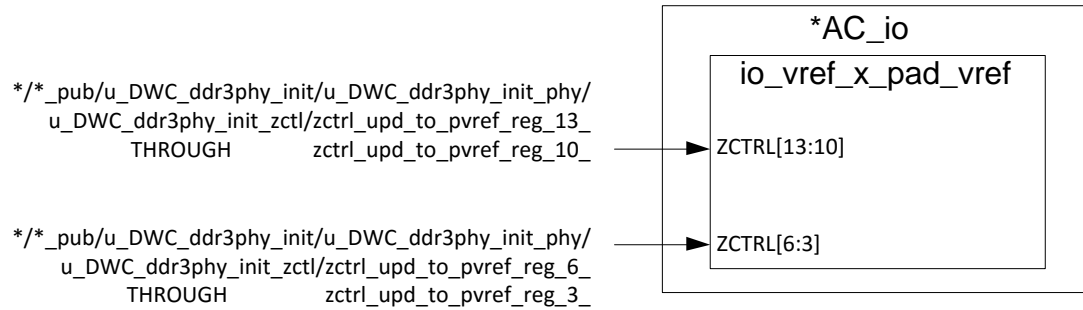 *AC_io
io_vref_x_pad_vref
*/*_pub/u_DWC_ddr3phy_init/u_DWC_ddr3phy_init_phy/
u_DWC_ddr3phy_init_zctl/zctrl_upd_to_pvref_reg_13_
THROUGH zctrl_upd_to_pvref_reg_10_
ZCTRL[13:10]
*/*_pub/u_DWC_ddr3phy_init/u_DWC_ddr3phy_init_phy/
u_DWC_ddr3phy_init_zctl/zctrl_upd_to_pvref_reg_6_
THROUGH zctrl_upd_to_pvref_reg_3_
ZCTRL[6:3]